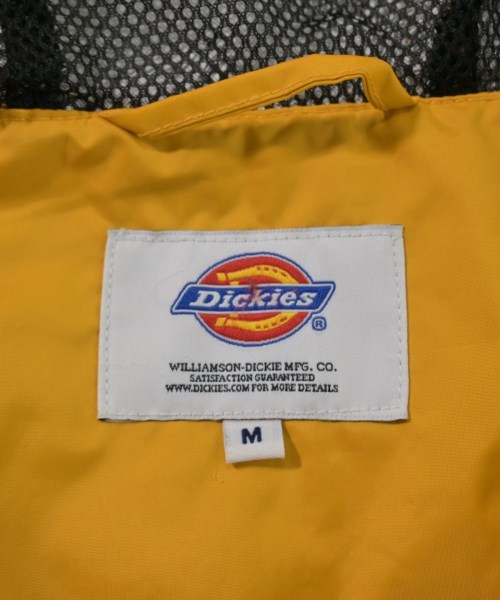 Dickies
®
WILLIAMSON-DICKIE MFG. CO.
SATISFACTION GUARANTEED
WWW.DICKIES.COM FOR MORE DETAILS
M